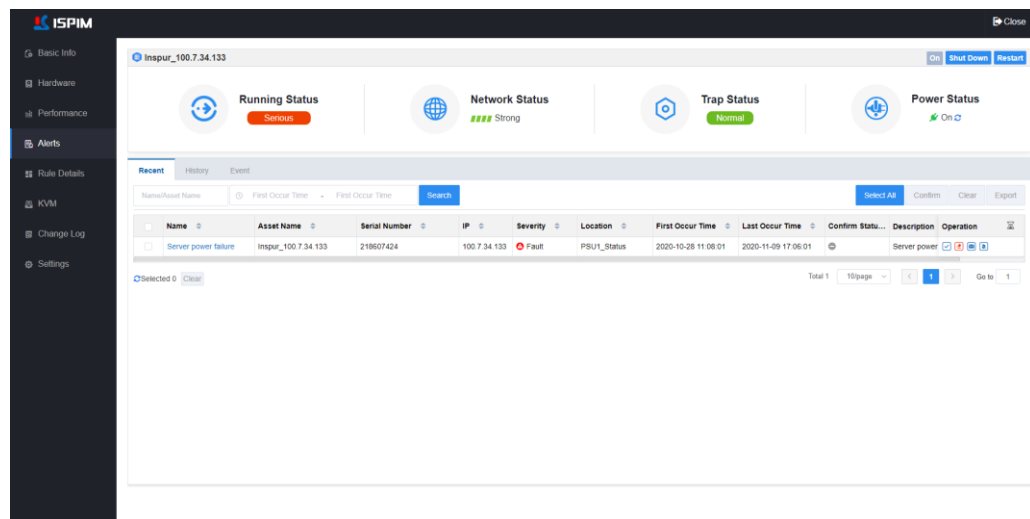 ISPIM
Close
Basic Info
Hardware
Performance
Alerts
Rule Details
KVM
Change Log
Settings
Inspur_100.7.34.133
On Shut Down Restart
Running Status
Serious
Network Status
Strong
Trap Status
Normal
Power Status
On
Recent History Event
Name/Asset Name First Occur Time - First Occur Time Search Select All Confirm Clear Export
Name Asset Name Serial Number IP Severity Location First Occur Time Last Occur Time Confirm Statu... Description Operation
Server power failure Inspur_100.7.34.133 218607424 100.7.34.133 Fault PSU1_Status 2020-10-26 11:08:01 2020-11-09 17:06:01 Server power
Selected 0 Clear Total 1 10/page 1 Go to 1